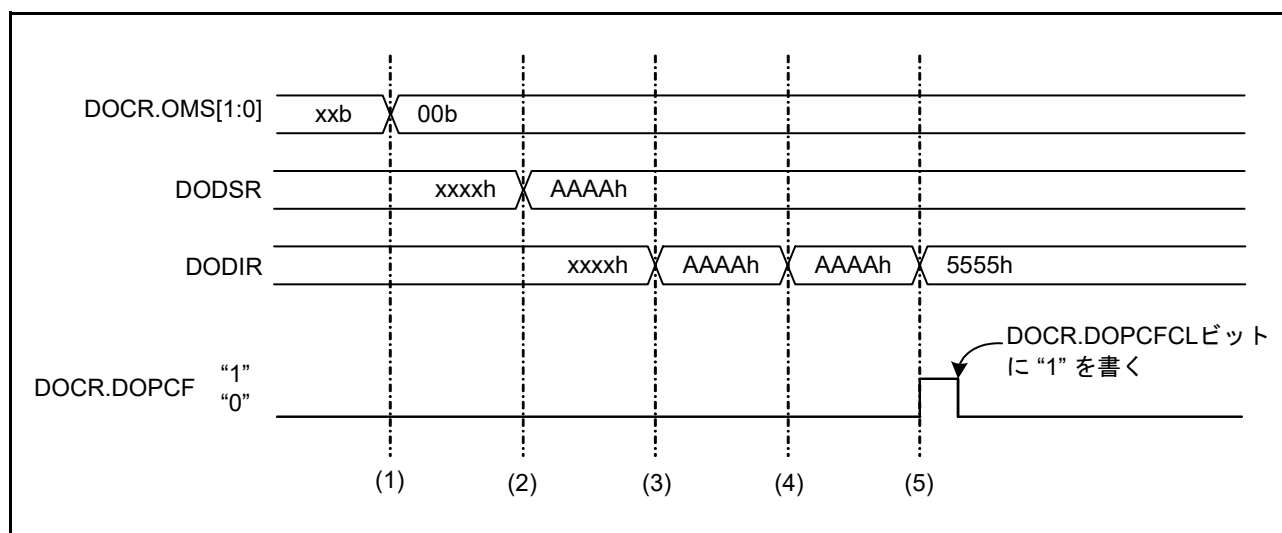 DOCR.OMS[1:0] xxb 00b
DODSR xxxxh AAAAh
DODIR xxxxh AAAAh AAAAh 5555h
DOCR.DOPCFCLビット
に “1” を書く
DOCR.DOPCF “1”
“0”
(1) (2) (3) (4) (5)